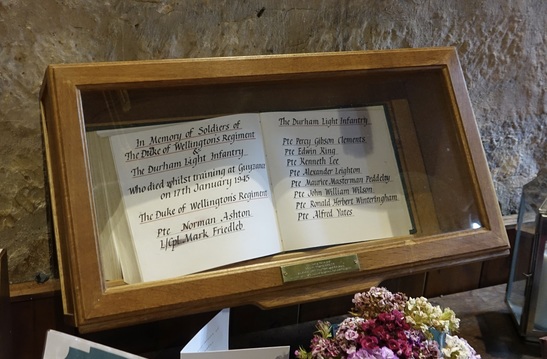 In Memory of Soldiers of
The Duke of Wellington's Regiment
&
The Durham Light Infantry
Who died whilst training at Guayzance
on 17th January 1945
The Duke of Wellington's Regiment
Pte Norman Ashton
L/Cpl Mark Friedleb
The Durham Light Infantry
Pte Percy Gibson Clements
Pte Edwin King
Pte Kenneth Lee
Pte Alexander Leighton
Pte Maurice Masterman Peddelty
Pte John William Wilson
Pte Ronald Herbert Winteringham
Pte Alfred Yates